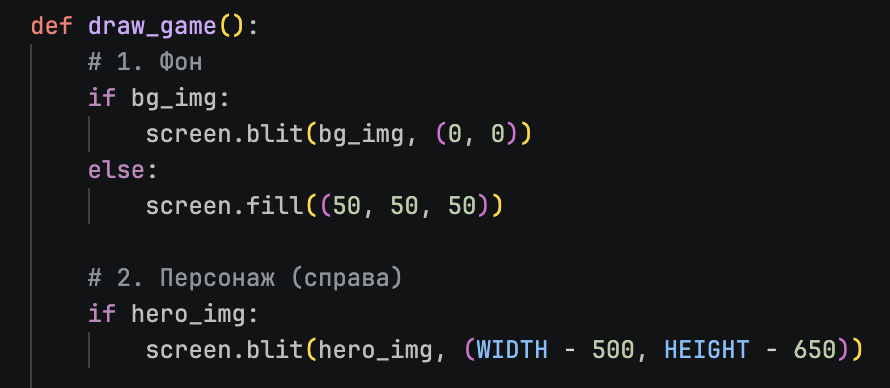 def draw_game():
    # 1. Фон
    if bg_img:
        screen.blit(bg_img, (0, 0))
    else:
        screen.fill((50, 50, 50))

    # 2. Персонаж (справа)
    if hero_img:
        screen.blit(hero_img, (WIDTH - 500, HEIGHT - 650))